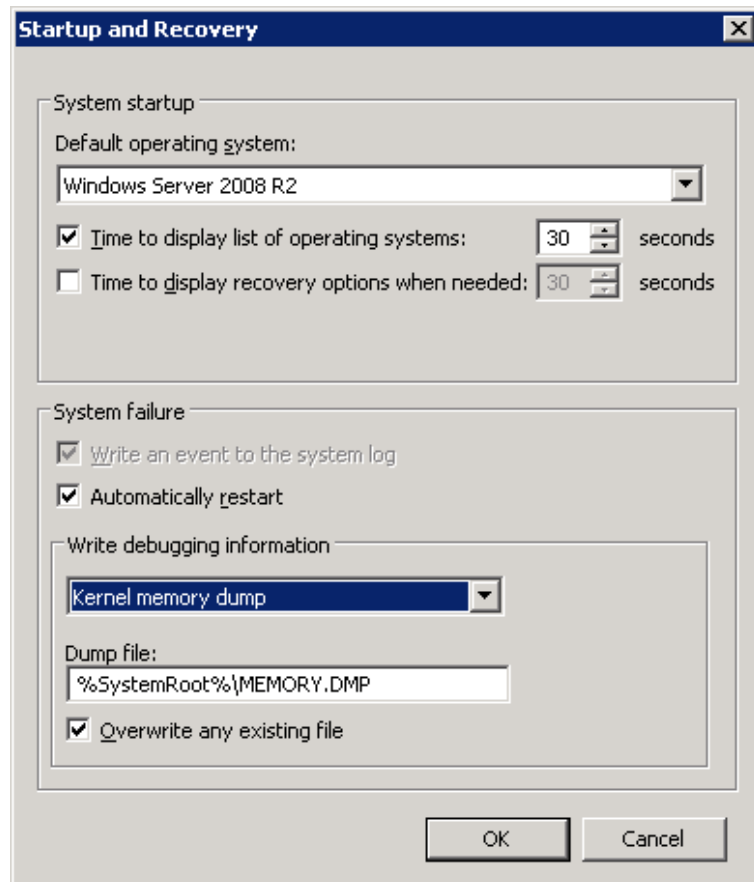 Startup and Recovery
System startup
Default operating system:
Windows Server 2008 R2
Time to display list of operating systems: 30 seconds
Time to display recovery options when needed: 30 seconds
System failure
Write an event to the system log
Automatically restart
Write debugging information
Kernel memory dump
Dump file:
%SystemRoot%\MEMORY.DMP
Overwrite any existing file
OK Cancel